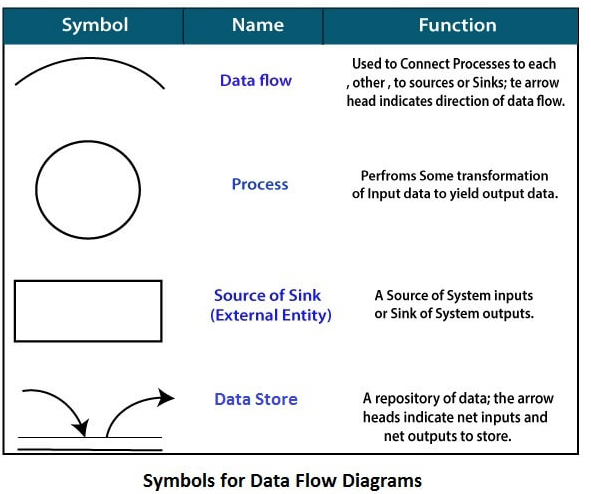 Symbol Name Function
Data flow
Used to Connect Processes to each
, other , to sources or Sinks; te arrow
head indicates direction of data flow.
Process
Perfroms Some transformation
of Input data to yield output data.
Source of Sink
(External Entity)
A Source of System inputs
or Sink of System outputs.
Data Store
A repository of data; the arrow
heads indicate net inputs and
net outputs to store.
Symbols for Data Flow Diagrams